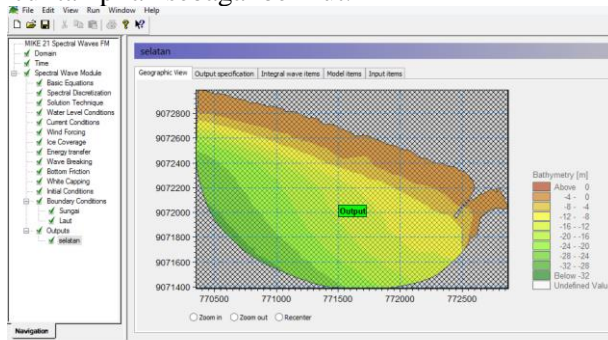 File Edit View Run Window Help
MIKE 21 Spectral Waves FM
Domain
Time
Spectral Wave Module
Basic Equations
Spectral Discretization
Solution Technique
Water Level Conditions
Current Conditions
Wind Forcing
Ice Coverage
Energy transfer
Wave Breaking
Bottom Friction
White Capping
Initial Conditions
Boundary Conditions
Sungai
Laut
Outputs
selatan
Navigation
selatan
Geographic View Output specification Integral wave items Model items Input items
9072800
9072600
9072400
9072200
9072000
9071800
9071600
9071400
770500 771000 771500 772000 772500
Output
Bathymetry [m]
Above 0
-4 - 0
-8 - -4
-12 - -8
-16 - -12
-20 - -16
-24 - -20
-28 - -24
-32 - -28
Below -32
Undefined Value
Zoom in Zoom out Recenter